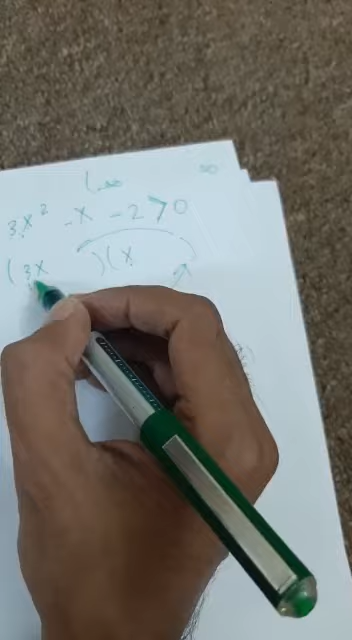 3x² - x - 2 > 0
(3x )(x